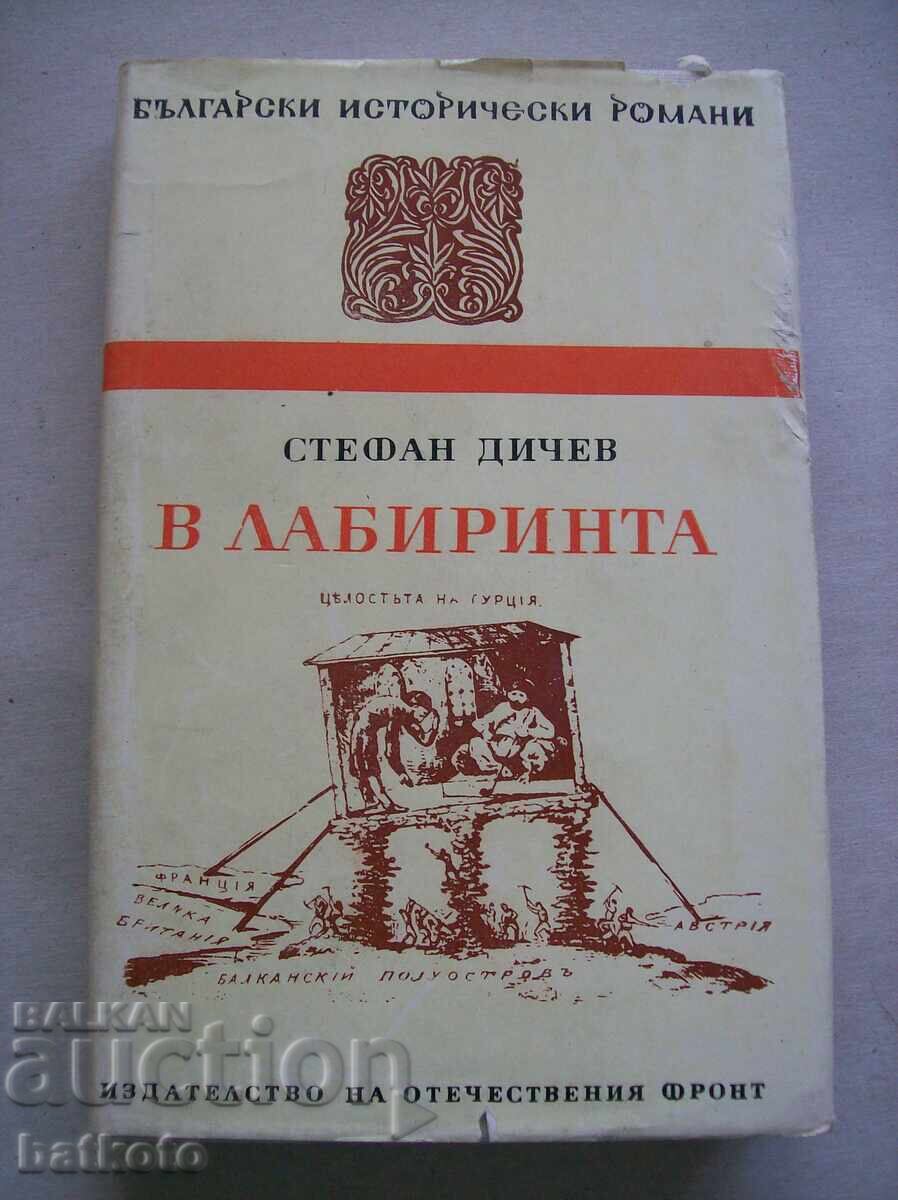 БЪЛГАРСКИ ИСТОРИЧЕСКИ РОМАНИ
СТЕФАН ДИЧЕВ
В ЛАБИРИНТА
ЦѢЛОСТЬТА НА ТУРЦІЯ.
ФРАНЦІЯ
ВЕЛИКА
БРИТАНІЯ
АВСТРІЯ
БАЛКАНСКІЙ ПОЛУОСТРОВЪ
ИЗДАТЕЛСТВО НА ОТЕЧЕСТВЕНИЯ ФРОНТ
BALKAN
auction
batkoto